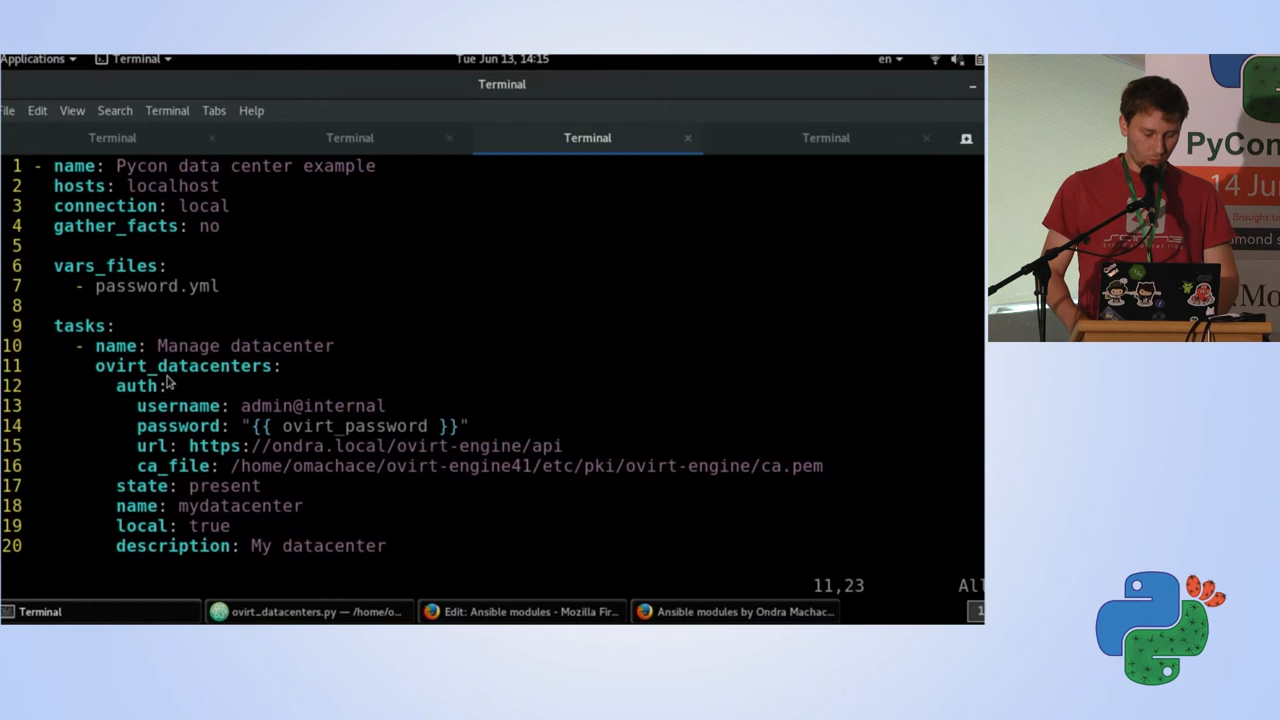 Applications
Terminal
Tue Jun 13, 14:15
en
Terminal
File Edit View Search Terminal Tabs Help
Terminal
Terminal
Terminal
Terminal
1 - name: Pycon data center example
2 hosts: localhost
3 connection: local
4 gather_facts: no
5
6 vars_files:
7 - password.yml
8
9 tasks:
10 - name: Manage datacenter
11 ovirt_datacenters:
12 auth:
13 username: admin@internal
14 password: "{{ ovirt_password }}"
15 url: https://ondra.local/ovirt-engine/api
16 ca_file: /home/omachace/ovirt-engine41/etc/pki/ovirt-engine/ca.pem
17 state: present
18 name: mydatacenter
19 local: true
20 description: My datacenter
11,23 All
Terminal
ovirt_datacenters.py — /home/o...
Edit: Ansible modules - Mozilla Fir...
Ansible modules by Ondra Machac...
1
PyCon
14 Ju
Brought